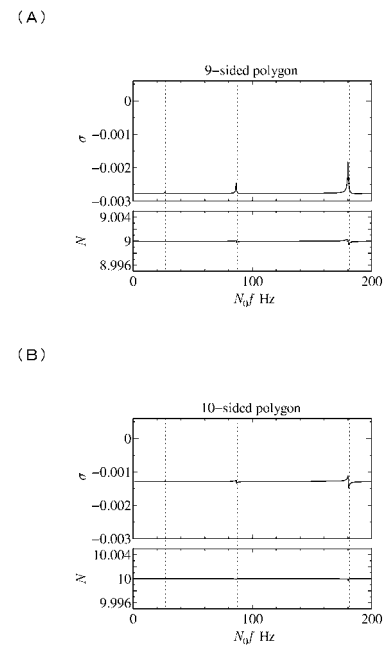 (A)
9-sided polygon
0
-0.001
-0.002
-0.003
σ
9.004
9
8.996
N
0 100 200
N₀f Hz
(B)
10-sided polygon
0
-0.001
-0.002
-0.003
σ
10.004
10
9.996
N
0 100 200
N₀f Hz